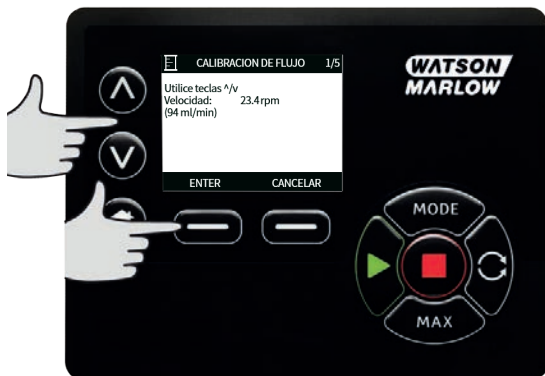 CALIBRACION DE FLUJO 1/5
WATSON
MARLOW
Utilice teclas ^/v
Velocidad: 23.4 rpm
(94 ml/min)
ENTER CANCELAR
MODE
MAX